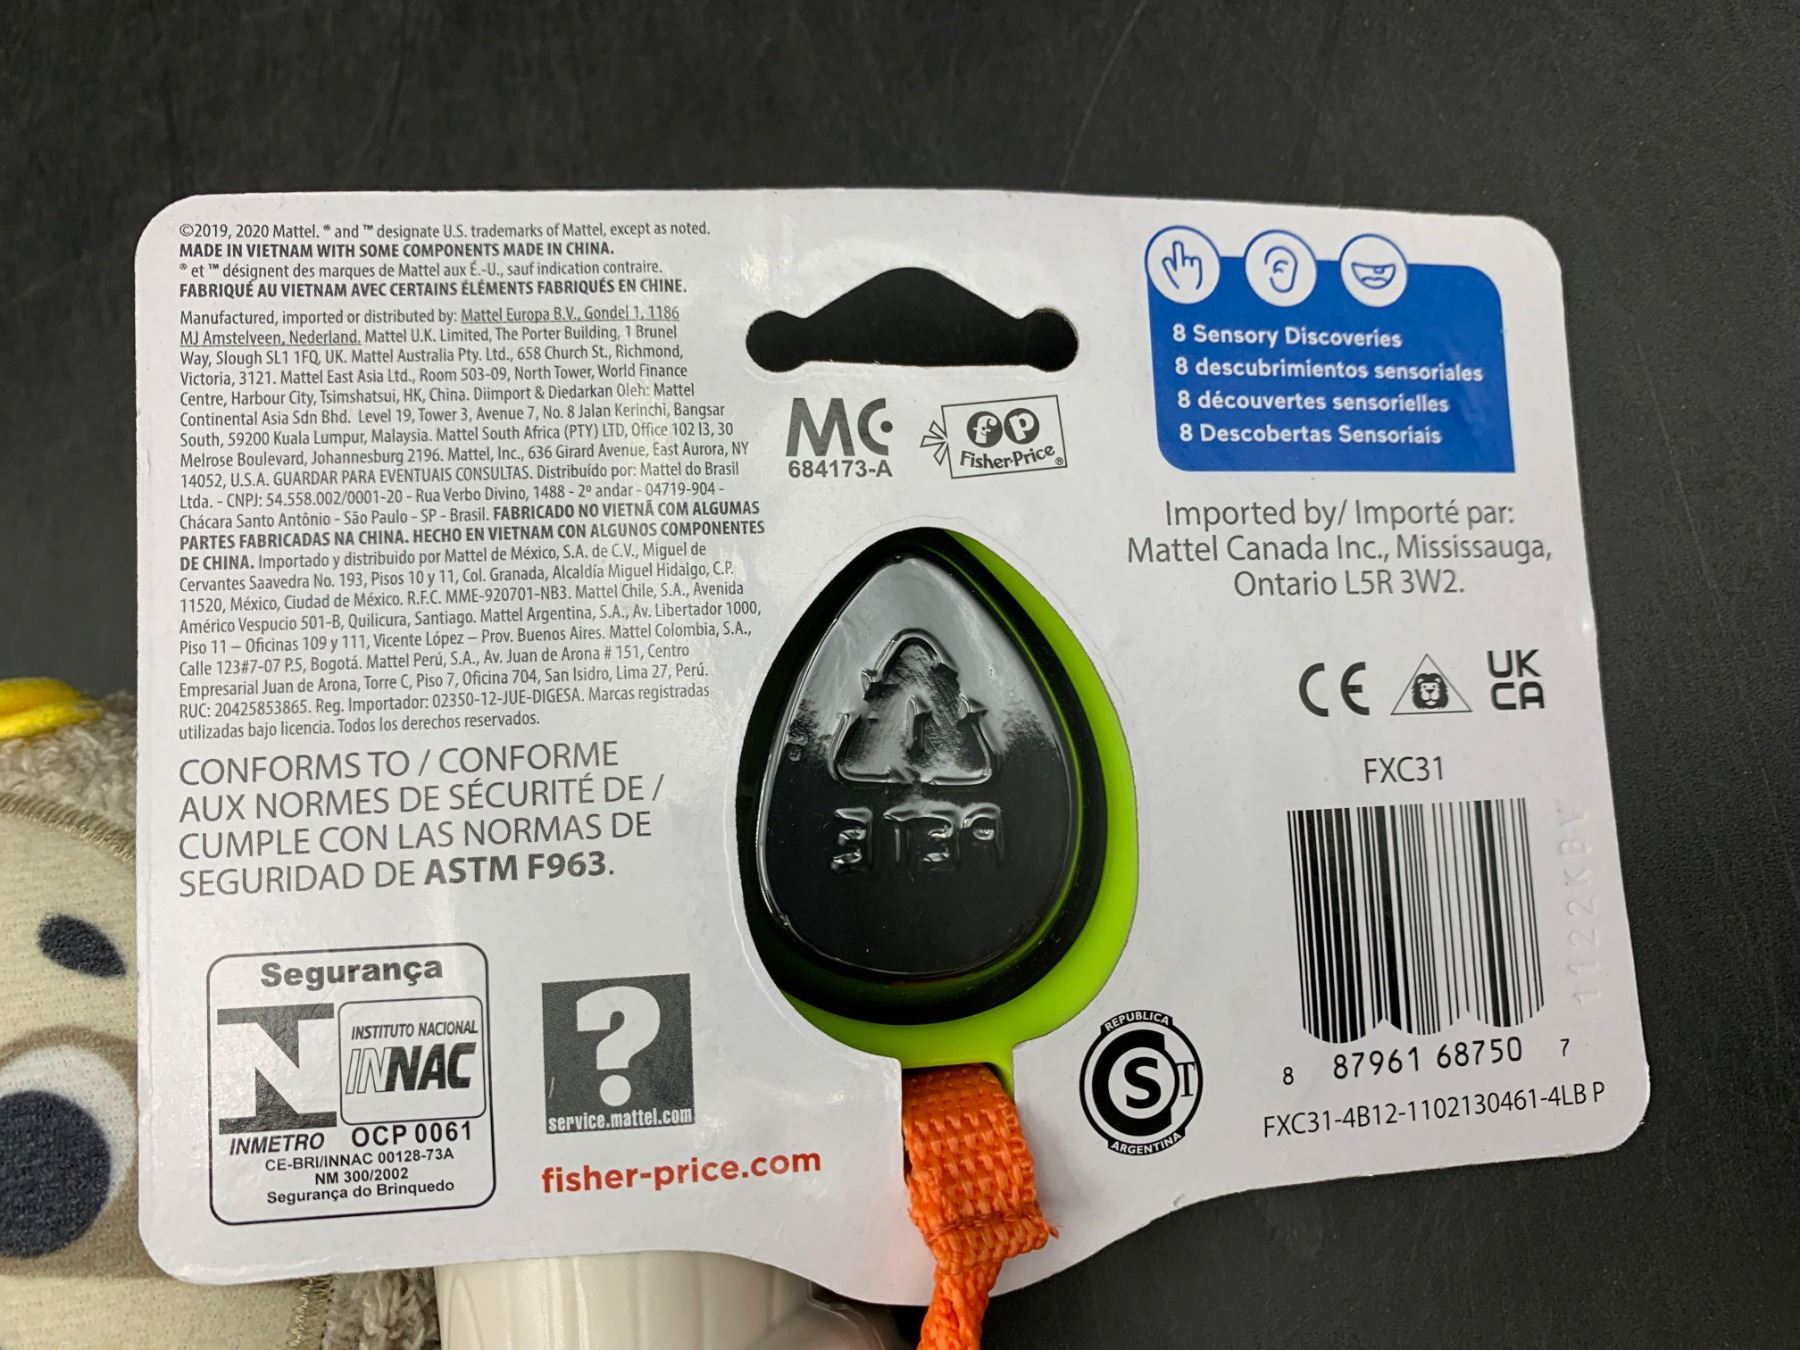 ©2019, 2020 Mattel. ® and ™ designate U.S. trademarks of Mattel, except as noted.
MADE IN VIETNAM WITH SOME COMPONENTS MADE IN CHINA.
® et ™ désignent des marques de Mattel aux É.-U., sauf indication contraire.
FABRIQUÉ AU VIETNAM AVEC CERTAINS ÉLÉMENTS FABRIQUÉS EN CHINE.
Manufactured, imported or distributed by: Mattel Europa B.V., Gondel 1, 1186
MJ Amstelveen, Nederland. Mattel U.K. Limited, The Porter Building, 1 Brunel
Way, Slough SL1 1FQ, UK. Mattel Australia Pty. Ltd., 658 Church St., Richmond,
Victoria, 3121. Mattel East Asia Ltd., Room 503-09, North Tower, World Finance
Centre, Harbour City, Tsimshatsui, HK, China. Diimport & Diedarkan Oleh: Mattel
Continental Asia Sdn Bhd. Level 19, Tower 3, Avenue 7, No. 8 Jalan Kerinchi, Bangsar
South, 59200 Kuala Lumpur, Malaysia. Mattel South Africa (PTY) LTD, Office 102 I3, 30
Melrose Boulevard, Johannesburg 2196. Mattel, Inc., 636 Girard Avenue, East Aurora, NY
14052, U.S.A. GUARDAR PARA EVENTUAIS CONSULTAS. Distribuído por: Mattel do Brasil
Ltda. - CNPJ: 54.558.002/0001-20 - Rua Verbo Divino, 1488 - 2º andar - 04719-904 -
Chácara Santo Antônio - São Paulo - SP - Brasil. FABRICADO NO VIETNÃ COM ALGUMAS
PARTES FABRICADAS NA CHINA. HECHO EN VIETNAM CON ALGUNOS COMPONENTES
DE CHINA. Importado y distribuido por Mattel de México, S.A. de C.V., Miguel de
Cervantes Saavedra No. 193, Pisos 10 y 11, Col. Granada, Alcaldía Miguel Hidalgo, C.P.
11520, México, Ciudad de México. R.F.C. MME-920701-NB3. Mattel Chile, S.A., Avenida
Américo Vespucio 501-B, Quilicura, Santiago. Mattel Argentina, S.A., Av. Libertador 1000,
Piso 11 – Oficinas 109 y 111, Vicente López – Prov. Buenos Aires. Mattel Colombia, S.A.,
Calle 123#7-07 P.5, Bogotá. Mattel Perú, S.A., Av. Juan de Arona # 151, Centro
Empresarial Juan de Arona, Torre C, Piso 7, Oficina 704, San Isidro, Lima 27, Perú.
RUC: 20425853865. Reg. Importador: 02350-12-JUE-DIGESA. Marcas registradas
utilizadas bajo licencia. Todos los derechos reservados.
CONFORMS TO / CONFORME
AUX NORMES DE SÉCURITÉ DE /
CUMPLE CON LAS NORMAS DE
SEGURIDAD DE ASTM F963.
Segurança
INSTITUTO NACIONAL
INNAC
INMETRO OCP 0061
CE-BRI/INNAC 00128-73A
NM 300/2002
Segurança do Brinquedo
?
service.mattel.com
fisher-price.com
MC
684173-A
fp
Fisher-Price®
PETE
8 Sensory Discoveries
8 descubrimientos sensoriales
8 découvertes sensorielles
8 Descobertas Sensoriais
Imported by/ Importé par:
Mattel Canada Inc., Mississauga,
Ontario L5R 3W2.
CE
UK
CA
FXC31
8 87961 68750 7
FXC31-4B12-1102130461-4LB P
REPUBLICA
S T
ARGENTINA